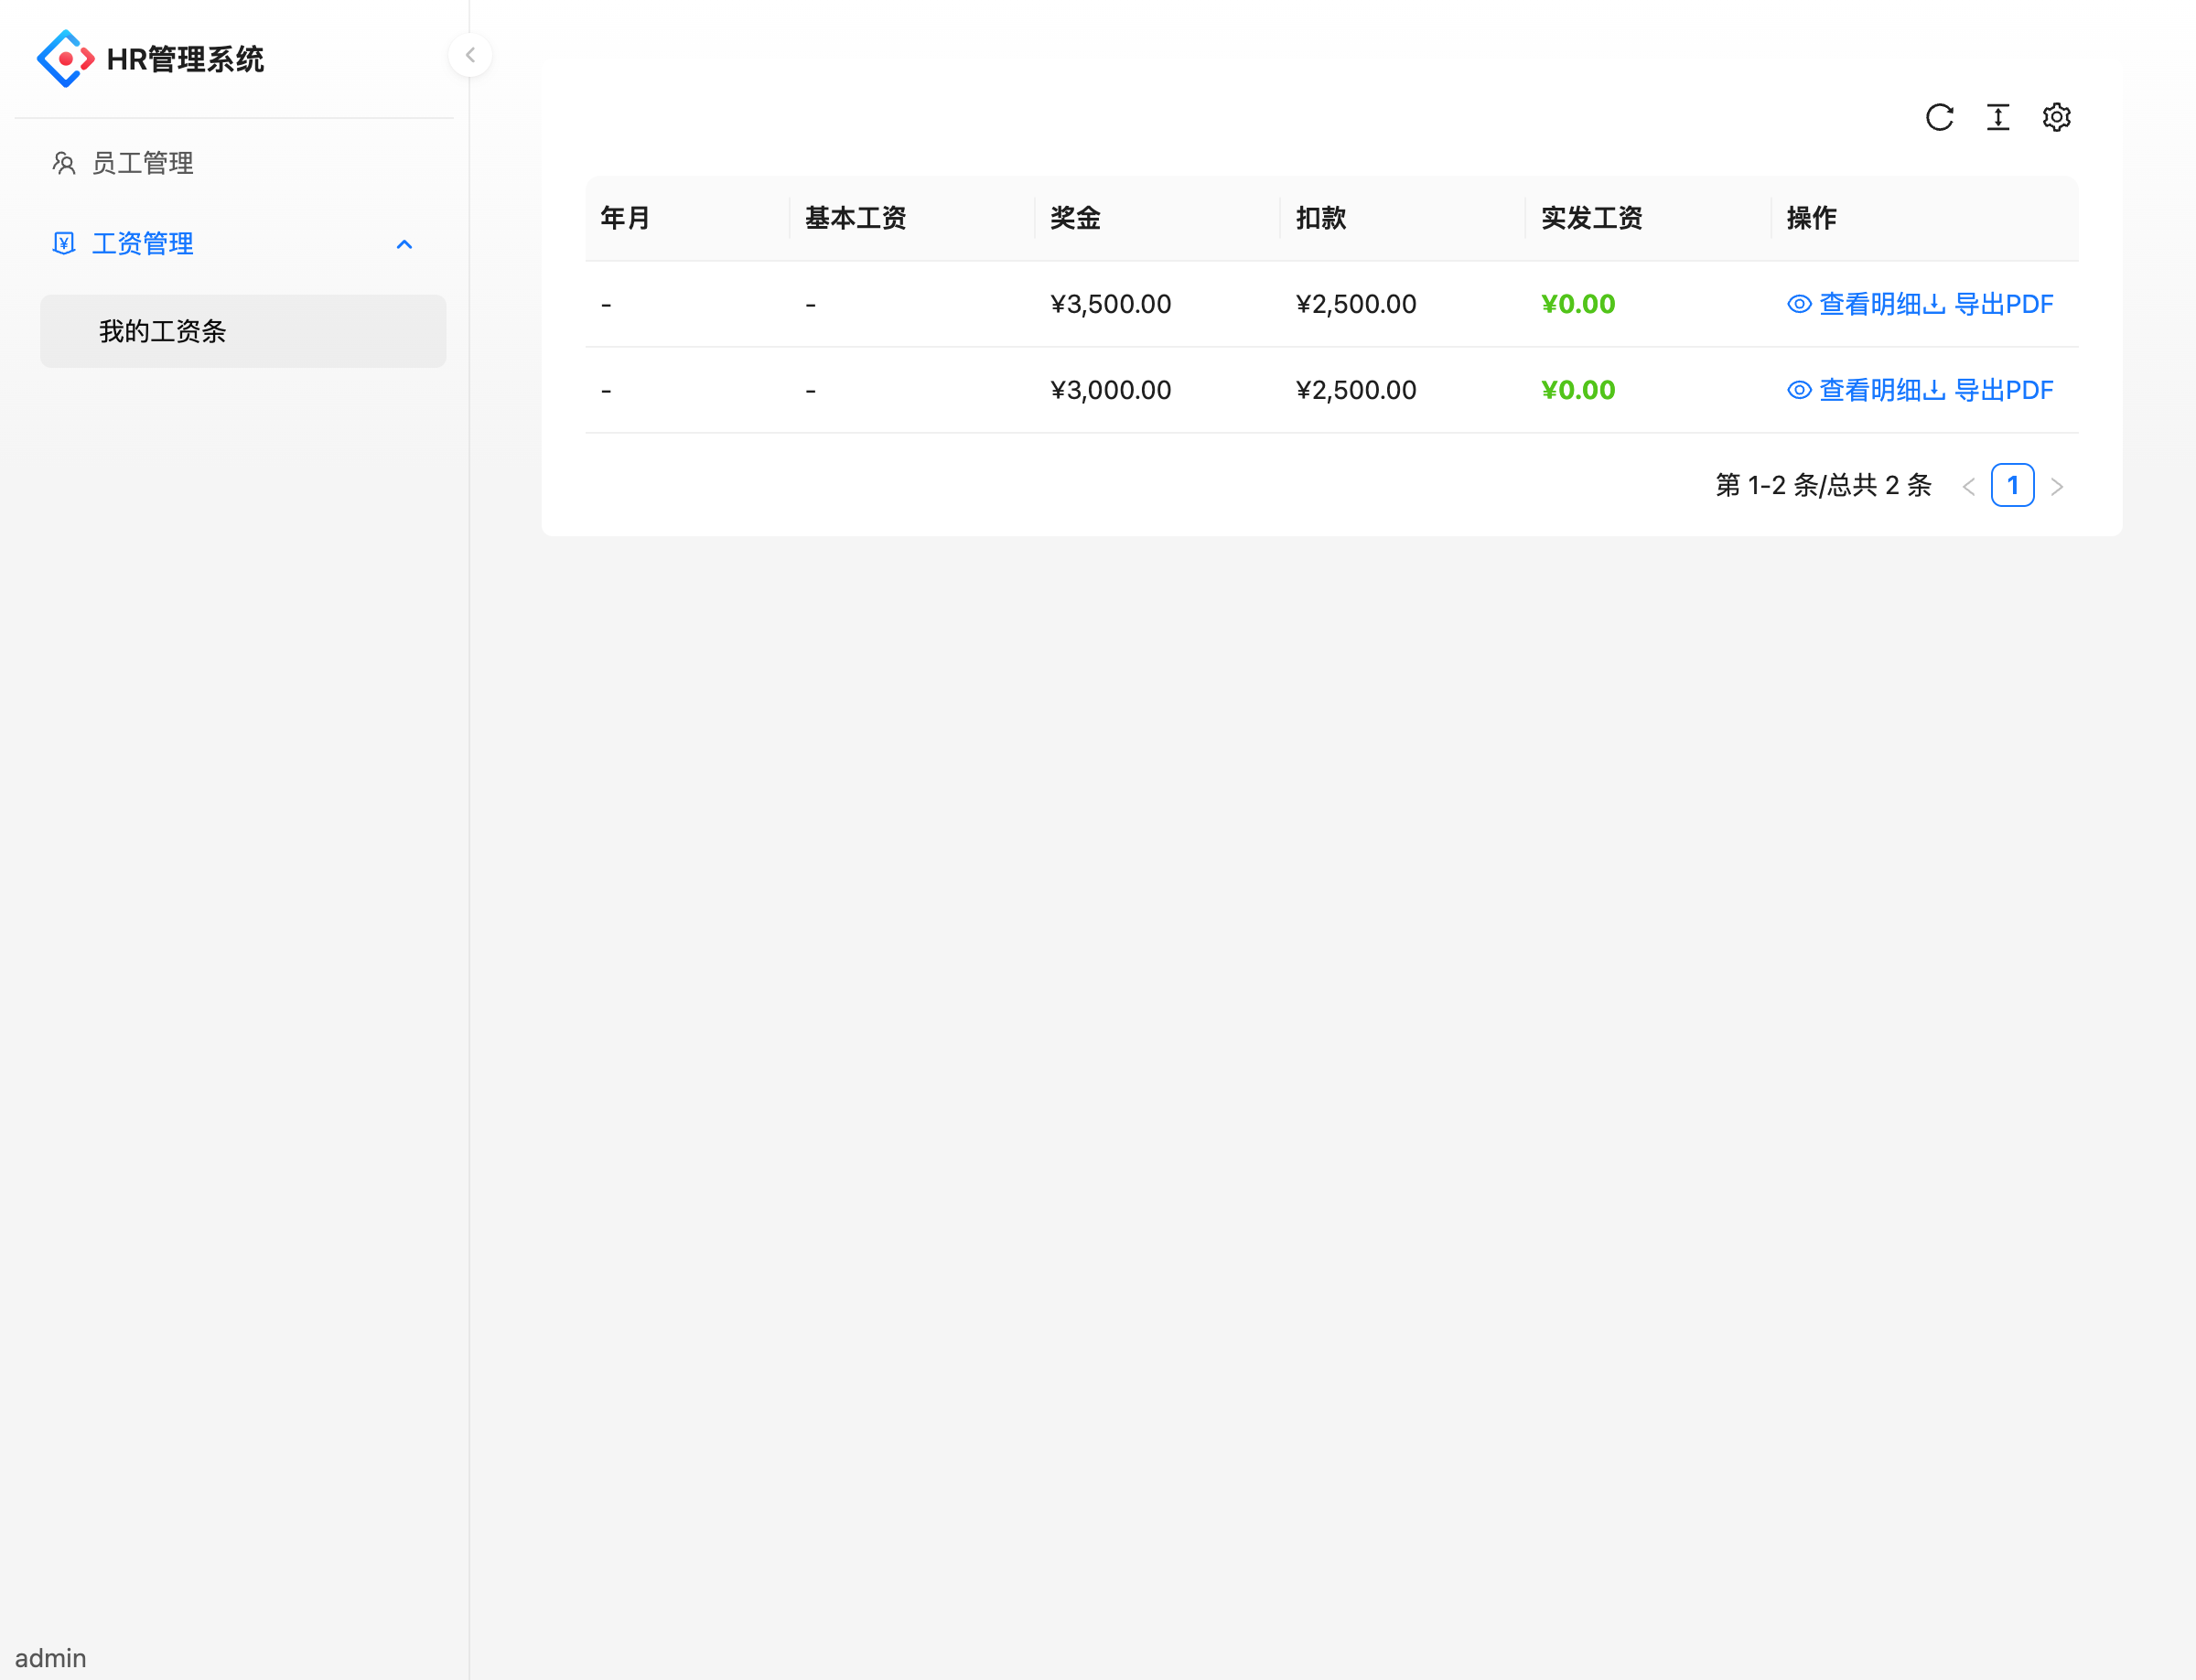 HR管理系统
员工管理
工资管理
我的工资条
年月 基本工资 奖金 扣款 实发工资 操作
- - ¥3,500.00 ¥2,500.00 ¥0.00 查看明细 导出PDF
- - ¥3,000.00 ¥2,500.00 ¥0.00 查看明细 导出PDF
第 1-2 条/总共 2 条 < 1 >
admin